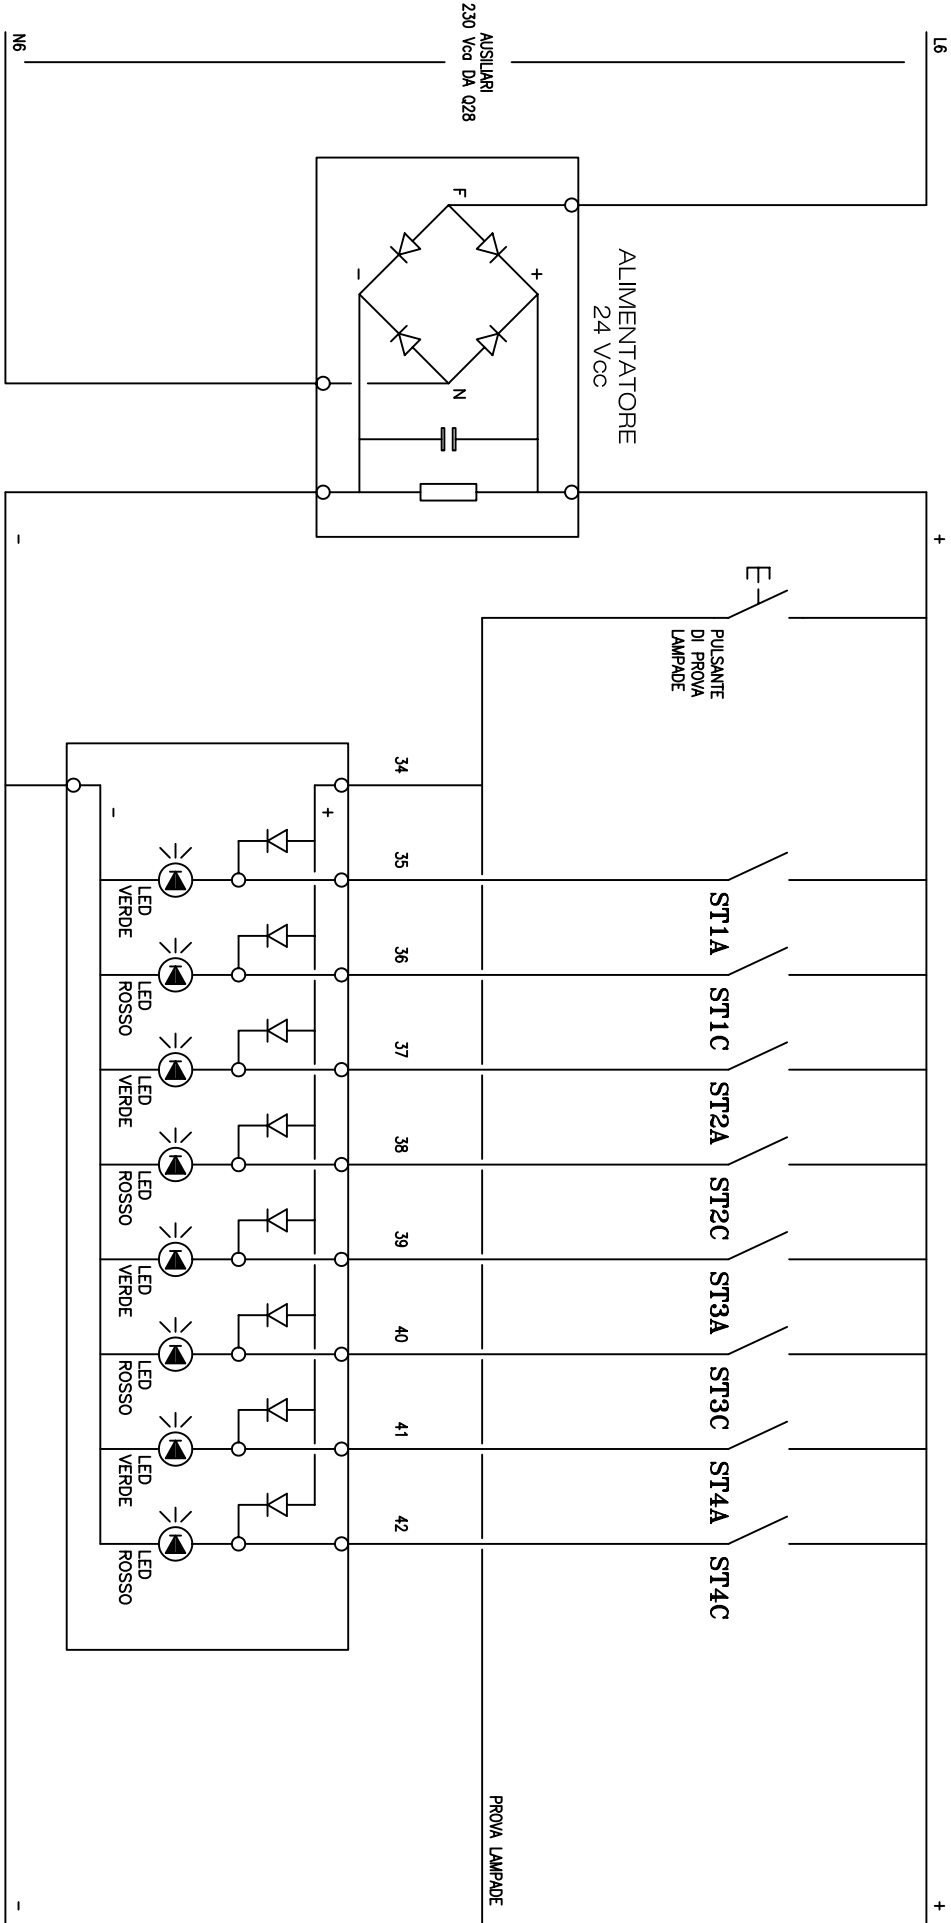 L6
AUSILIARI
230 Vca DA Q28
N6
ALIMENTATORE
24 Vcc
F
+
-
N
+
-
PULSANTE
DI PROVA
LAMPADE
ST1A
ST1C
ST2A
ST2C
ST3A
ST3C
ST4A
ST4C
34
35
36
37
38
39
40
41
42
+
-
LED
VERDE
LED
ROSSO
LED
VERDE
LED
ROSSO
LED
VERDE
LED
ROSSO
LED
VERDE
LED
ROSSO
PROVA LAMPADE
+
-